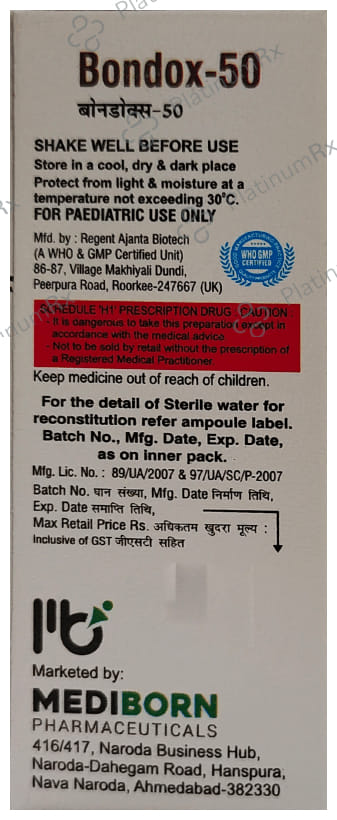 Bondox-50
बोनडोक्स-50
SHAKE WELL BEFORE USE
Store in a cool, dry & dark place
Protect from light & moisture at a
temperature not exceeding 30°C.
FOR PAEDIATRIC USE ONLY
Mfd. by : Regent Ajanta Biotech
(A WHO & GMP Certified Unit)
86-87, Village Makhiyali Dundi,
Peerpura Road, Roorkee-247667 (UK)
WHO GMP
CERTIFIED
SCHEDULE 'H1' PRESCRIPTION DRUG - CAUTION :
- It is dangerous to take this preparation except in
accordance with the medical advice
- Not to be sold by retail without the prescription of
a Registered Medical Practitioner.
Keep medicine out of reach of children.
For the detail of Sterile water for
reconstitution refer ampoule label.
Batch No., Mfg. Date, Exp. Date,
as on inner pack.
Mfg. Lic. No. : 89/UA/2007 & 97/UA/SC/P-2007
Batch No. घान संख्या, Mfg. Date निर्माण तिथि,
Exp. Date समाप्ति तिथि,
Max Retail Price Rs. अधिकतम खुदरा मूल्य :
Inclusive of GST जीएसटी सहित
Marketed by:
MEDIBORN
PHARMACEUTICALS
416/417, Naroda Business Hub,
Naroda-Dahegam Road, Hanspura,
Nava Naroda, Ahmedabad-382330
PlatinumRx